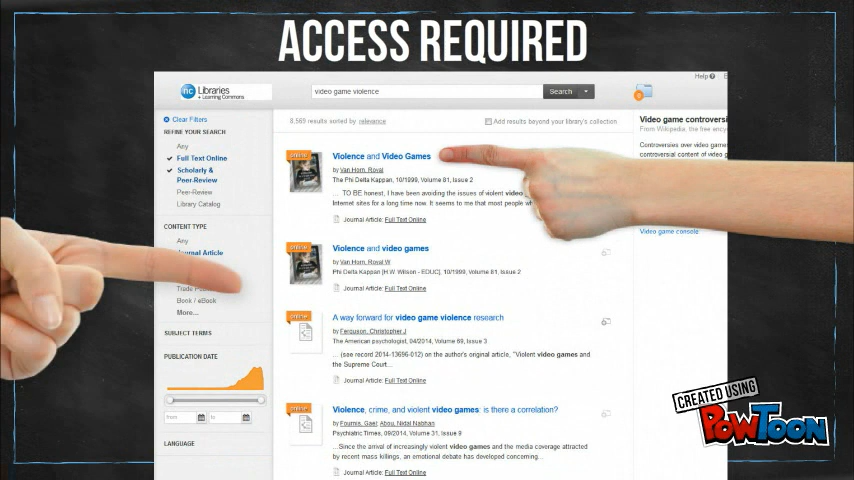 ACCESS REQUIRED
Help
nc Libraries
+ Learning Commons
video game violence
Search
Clear Filters
8,569 results sorted by relevance
Add results beyond your library's collection
REFINE YOUR SEARCH
Any
Full Text Online
Scholarly &
Peer-Review
Peer-Review
Library Catalog
CONTENT TYPE
Any
Journal Article
Book / eBook
More...
SUBJECT TERMS
PUBLICATION DATE
from
to
LANGUAGE
online
Violence and Video Games
by Van Horn, Royal
The Phi Delta Kappan, 10/1999, Volume 81, Issue 2
... TO BE honest, I have been avoiding the issues of violent video
Internet sites for a long time now. It seems to me that most people
Journal Article: Full Text Online
online
Violence and video games
by Van Horn, Royal W
Phi Delta Kappan [H.W. Wilson - EDUC], 10/1999, Volume 81, Issue 2
Journal Article: Full Text Online
online
A way forward for video game violence research
by Ferguson, Christopher J
The American psychologist, 04/2014, Volume 69, Issue 3
... (see record 2014-13696-012) on the author's original article, "Violent video games and
the Supreme Court...
Journal Article: Full Text Online
online
Violence, crime, and violent video games: is there a correlation?
by Fournis, Gael, Abou, Nidal Nabhan
Psychiatric Times, 09/2014, Volume 31, Issue 9
... Since the arrival of increasingly violent video games and the media coverage attracted
by recent mass killings, an emotional debate has developed concerning...
Journal Article: Full Text Online
Video game controversi
From Wikipedia, the free ency
Controversies over video game
Video game console
CREATED USING
POWTOON